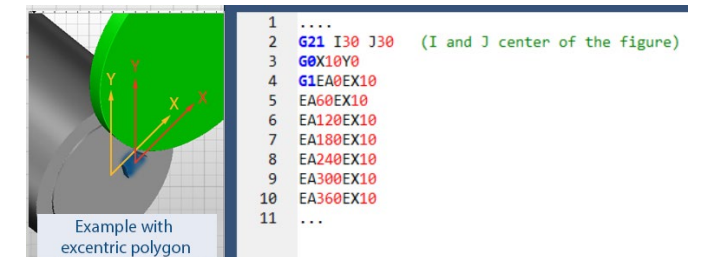 Y
Y
X
X
Example with
excentric polygon
1 ....
2 G21 I30 J30 (I and J center of the figure)
3 G0X10Y0
4 G1EA0EX10
5 EA60EX10
6 EA120EX10
7 EA180EX10
8 EA240EX10
9 EA300EX10
10 EA360EX10
11 ...